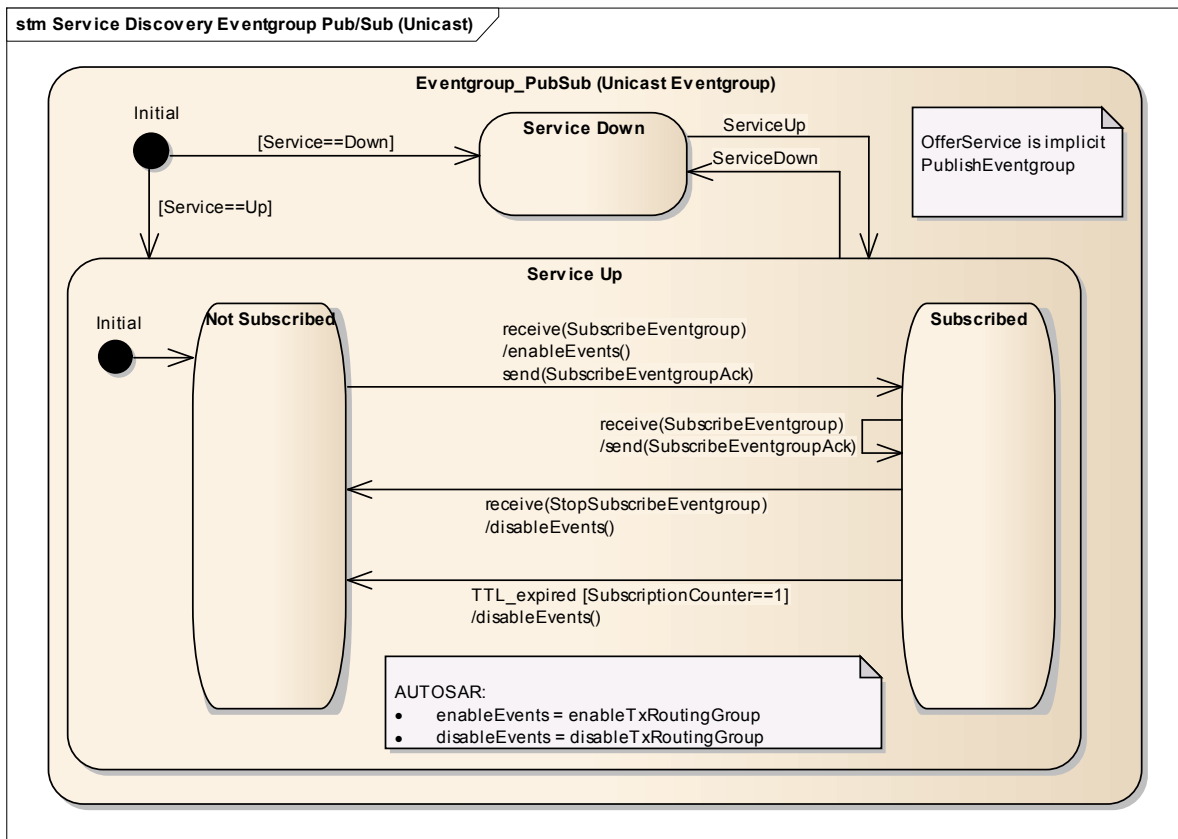 stm Service Discovery Eventgroup Pub/Sub (Unicast)
Eventgroup_PubSub (Unicast Eventgroup)
Initial
[Service==Down]
[Service==Up]
Service Down
ServiceUp
ServiceDown
OfferService is implicit
PublishEventgroup
Service Up
Initial
Not Subscribed
receive(SubscribeEventgroup)
/enableEvents()
send(SubscribeEventgroupAck)
Subscribed
receive(SubscribeEventgroup)
/send(SubscribeEventgroupAck)
receive(StopSubscribeEventgroup)
/disableEvents()
TTL_expired [SubscriptionCounter==1]
/disableEvents()
AUTOSAR:
• enableEvents = enableTxRoutingGroup
• disableEvents = disableTxRoutingGroup